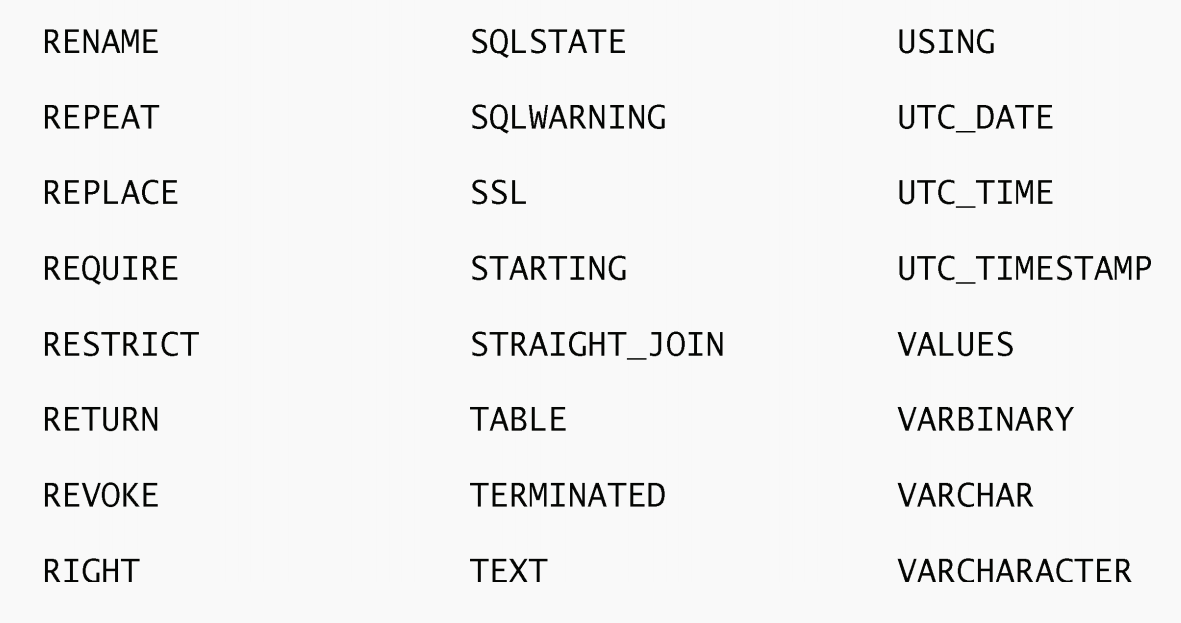 RENAME SQLSTATE USING
REPEAT SQLWARNING UTC_DATE
REPLACE SSL UTC_TIME
REQUIRE STARTING UTC_TIMESTAMP
RESTRICT STRAIGHT_JOIN VALUES
RETURN TABLE VARBINARY
REVOKE TERMINATED VARCHAR
RIGHT TEXT VARCHARACTER